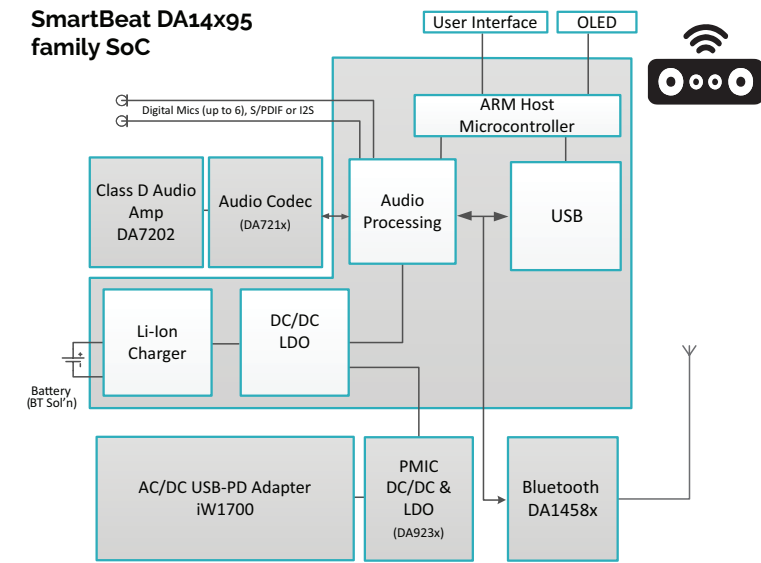 SmartBeat DA14x95
family SoC
User Interface
OLED
Digital Mics (up to 6), S/PDIF or I2S
ARM Host
Microcontroller
Class D Audio
Amp
DA7202
Audio Codec
(DA721x)
Audio
Processing
USB
Li-Ion
Charger
DC/DC
LDO
+
-
Battery
(BT Sol'n)
AC/DC USB-PD Adapter
iW1700
PMIC
DC/DC &
LDO
(DA923x)
Bluetooth
DA1458x